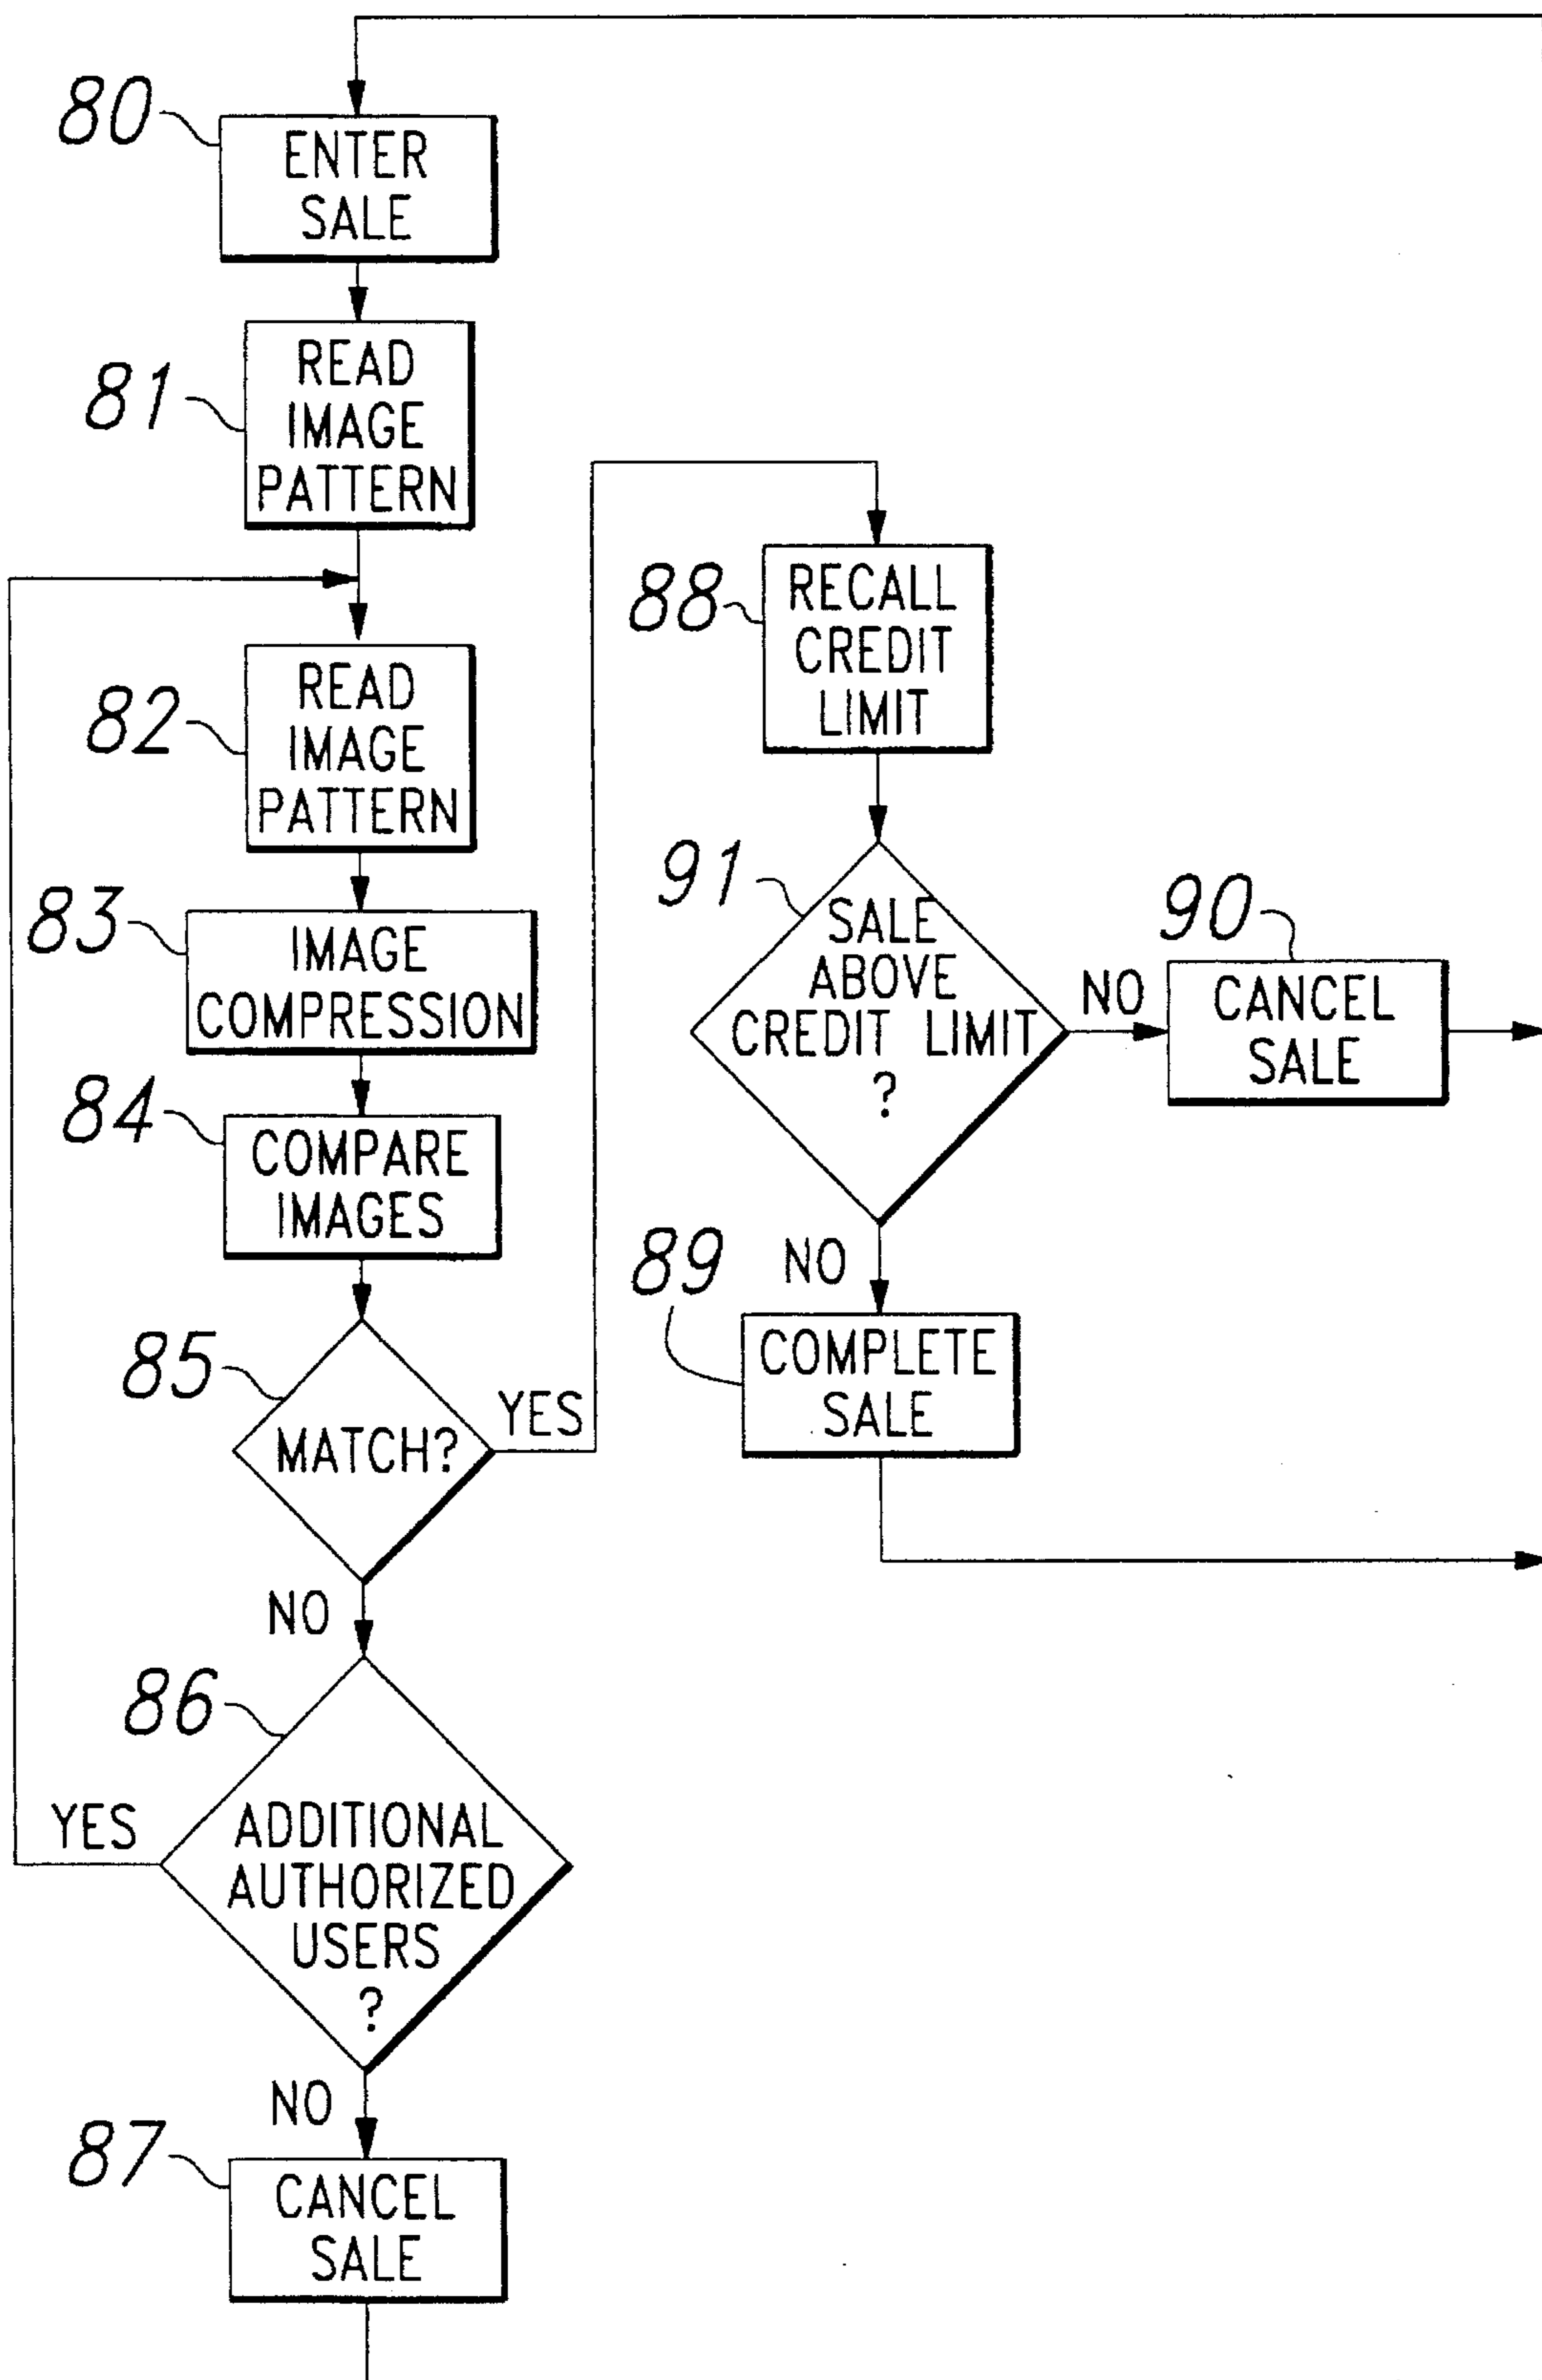 80
ENTER
SALE
81
READ
IMAGE
PATTERN
82
READ
IMAGE
PATTERN
83
IMAGE
COMPRESSION
84
COMPARE
IMAGES
85
MATCH?
YES
NO
86
ADDITIONAL
AUTHORIZED
USERS
?
YES
NO
87
CANCEL
SALE
88
RECALL
CREDIT
LIMIT
91
SALE
ABOVE
CREDIT LIMIT
?
NO
90
CANCEL
SALE
NO
89
COMPLETE
SALE